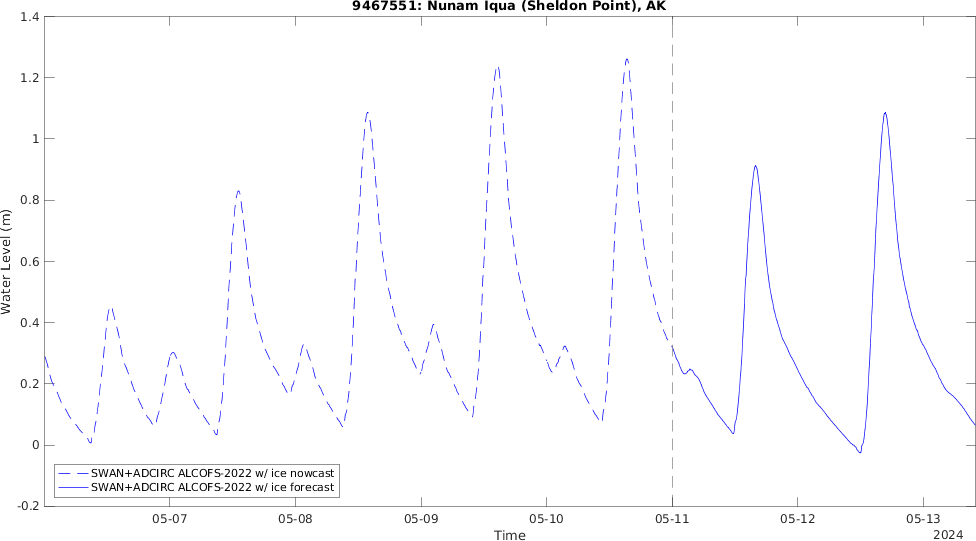 9467551: Nunam Iqua (Sheldon Point), AK
1.4
1.2
1
0.8
0.6
0.4
0.2
0
-0.2
Water Level (m)
SWAN+ADCIRC ALCOFS-2022 w/ ice nowcast
SWAN+ADCIRC ALCOFS-2022 w/ ice forecast
05-07 05-08 05-09 05-10 05-11 05-12 05-13
Time
2024